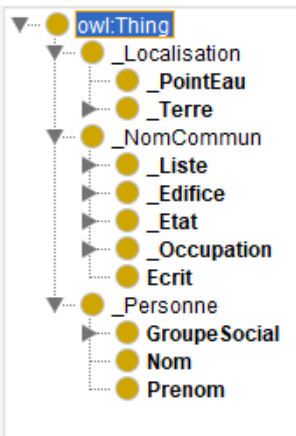 owl:Thing
_Localisation
_PointEau
_Terre
_NomCommun
_Liste
_Edifice
_Etat
_Occupation
Ecrit
_Personne
GroupeSocial
Nom
Prenom